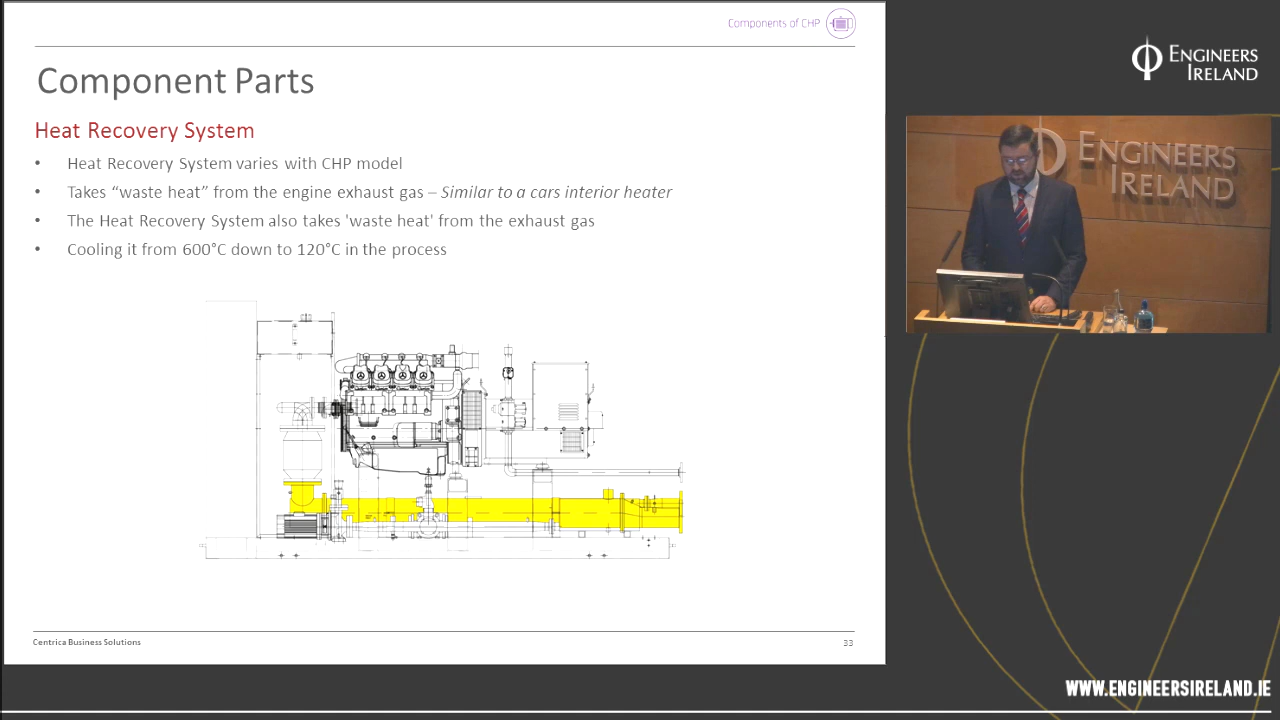 Components of CHP
Component Parts
Heat Recovery System
• Heat Recovery System varies with CHP model
• Takes “waste heat” from the engine exhaust gas – Similar to a cars interior heater
• The Heat Recovery System also takes 'waste heat' from the exhaust gas
• Cooling it from 600°C down to 120°C in the process
Centrica Business Solutions
33
ENGINEERS
IRELAND
ENGINEERS
IRELAND
WWW.ENGINEERSIRELAND.IE